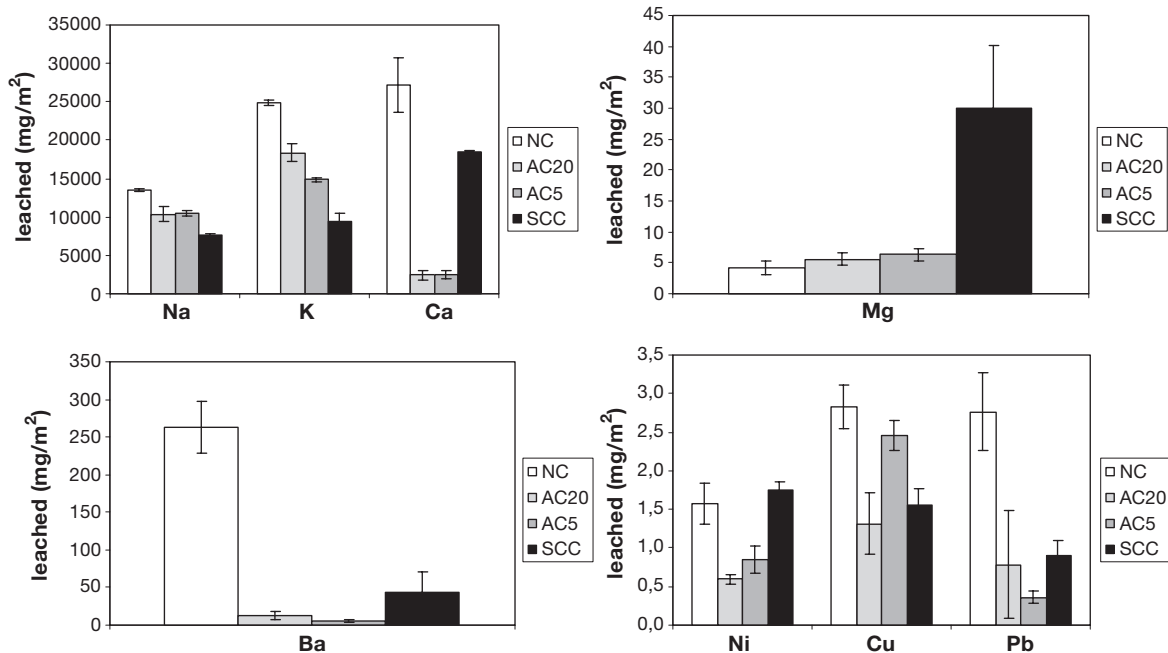 leached (mg/m²)
35000
30000
25000
20000
15000
10000
5000
0
Na K Ca
NC
AC20
AC5
SCC
leached (mg/m²)
45
40
35
30
25
20
15
10
5
0
Mg
NC
AC20
AC5
SCC
leached (mg/m²)
350
300
250
200
150
100
50
0
Ba
NC
AC20
AC5
SCC
leached (mg/m²)
3,5
3,0
2,5
2,0
1,5
1,0
0,5
0,0
Ni Cu Pb
NC
AC20
AC5
SCC